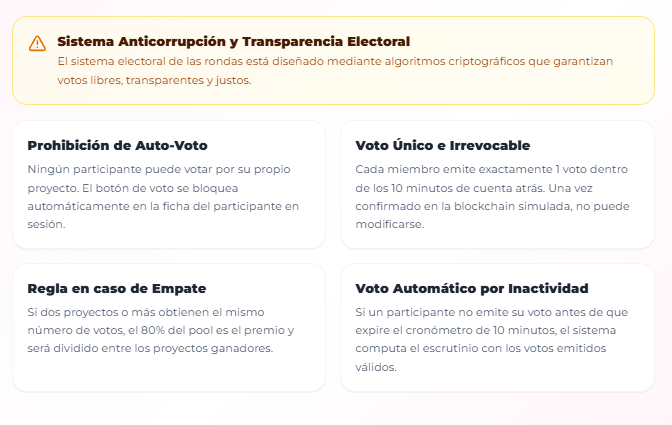 Sistema Anticorrupción y Transparencia Electoral
El sistema electoral de las rondas está diseñado mediante algoritmos criptográficos que garantizan
votos libres, transparentes y justos.
Prohibición de Auto-Voto
Ningún participante puede votar por su propio
proyecto. El botón de voto se bloquea
automáticamente en la ficha del participante en
sesión.
Voto Único e Irrevocable
Cada miembro emite exactamente 1 voto dentro
de los 10 minutos de cuenta atrás. Una vez
confirmado en la blockchain simulada, no puede
modificarse.
Regla en caso de Empate
Si dos proyectos o más obtienen el mismo
número de votos, el 80% del pool es el premio y
será dividido entre los proyectos ganadores.
Voto Automático por Inactividad
Si un participante no emite su voto antes de que
expire el cronómetro de 10 minutos, el sistema
computa el escrutinio con los votos emitidos
válidos.